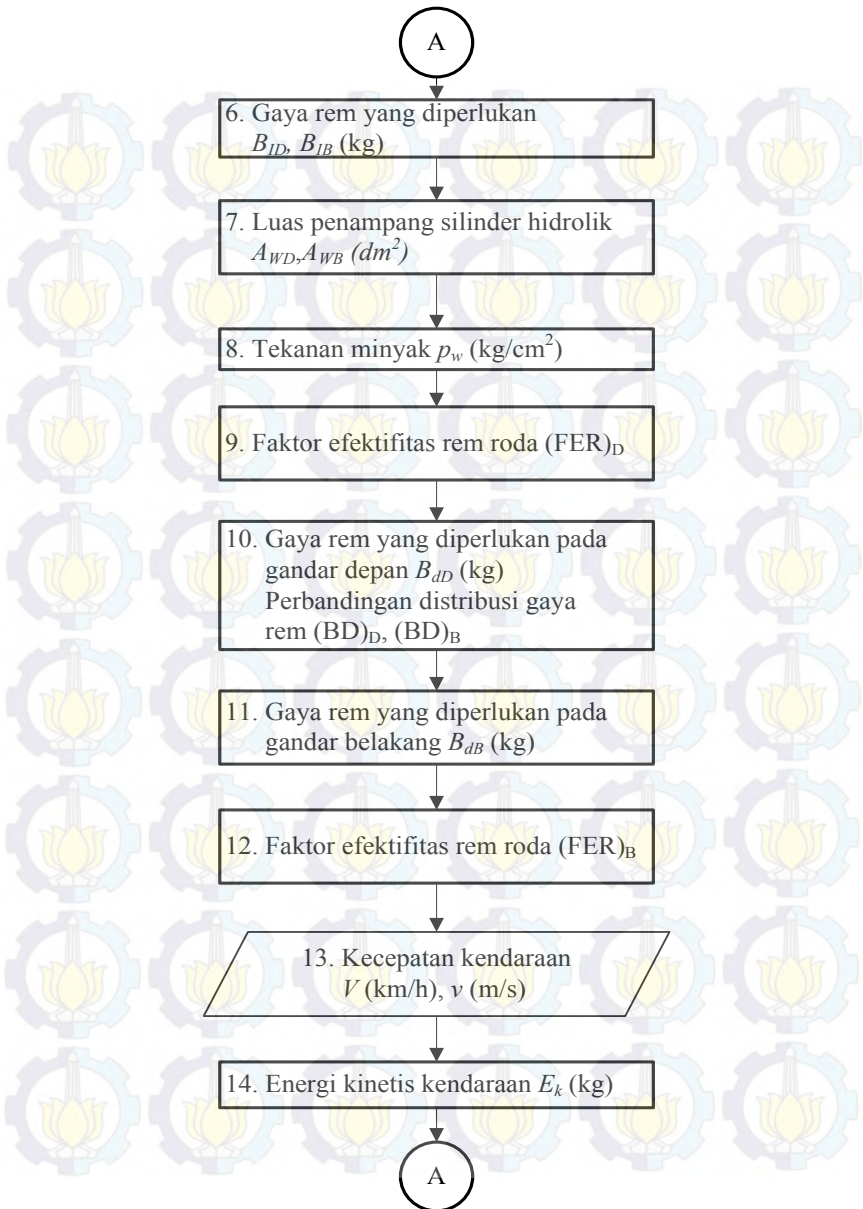 A
6. Gaya rem yang diperlukan
B_ID, B_IB (kg)
7. Luas penampang silinder hidrolik
A_WD,A_WB (dm²)
8. Tekanan minyak p_w (kg/cm²)
9. Faktor efektifitas rem roda (FER)_D
10. Gaya rem yang diperlukan pada
gandar depan B_dD (kg)
Perbandingan distribusi gaya
rem (BD)_D, (BD)_B
11. Gaya rem yang diperlukan pada
gandar belakang B_dB (kg)
12. Faktor efektifitas rem roda (FER)_B
13. Kecepatan kendaraan
V (km/h), v (m/s)
14. Energi kinetis kendaraan E_k (kg)
A